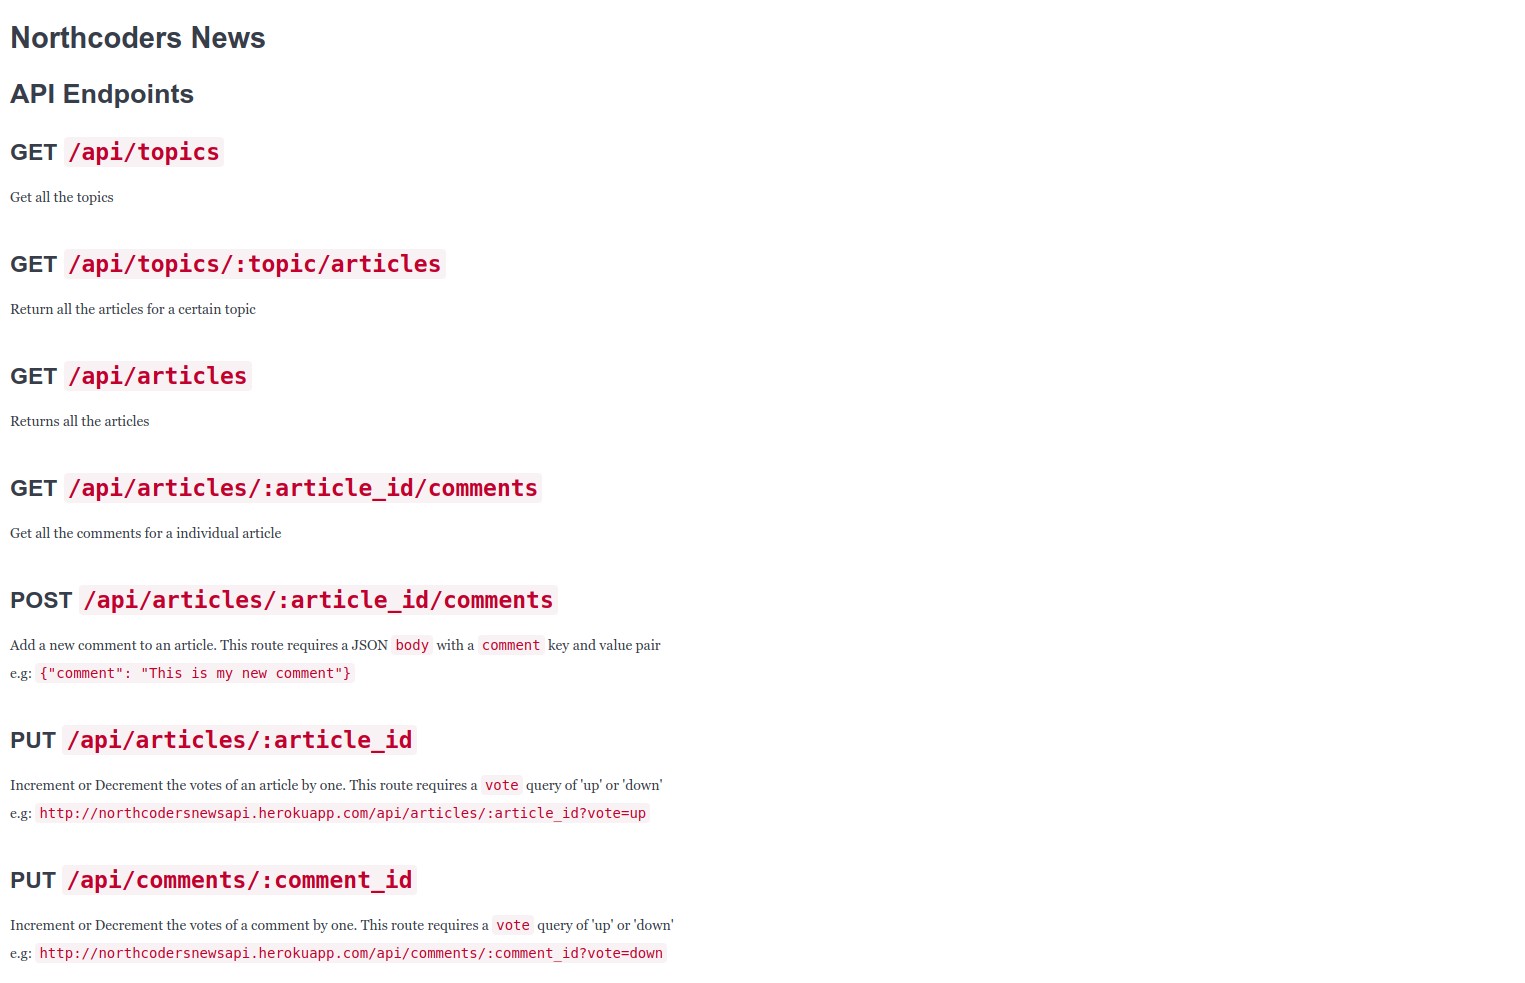 Northcoders News
API Endpoints
GET /api/topics
Get all the topics
GET /api/topics/:topic/articles
Return all the articles for a certain topic
GET /api/articles
Returns all the articles
GET /api/articles/:article_id/comments
Get all the comments for a individual article
POST /api/articles/:article_id/comments
Add a new comment to an article. This route requires a JSON body with a comment key and value pair
e.g: {"comment": "This is my new comment"}
PUT /api/articles/:article_id
Increment or Decrement the votes of an article by one. This route requires a vote query of 'up' or 'down'
e.g: http://northcodersnewsapi.herokuapp.com/api/articles/:article_id?vote=up
PUT /api/comments/:comment_id
Increment or Decrement the votes of a comment by one. This route requires a vote query of 'up' or 'down'
e.g: http://northcodersnewsapi.herokuapp.com/api/comments/:comment_id?vote=down